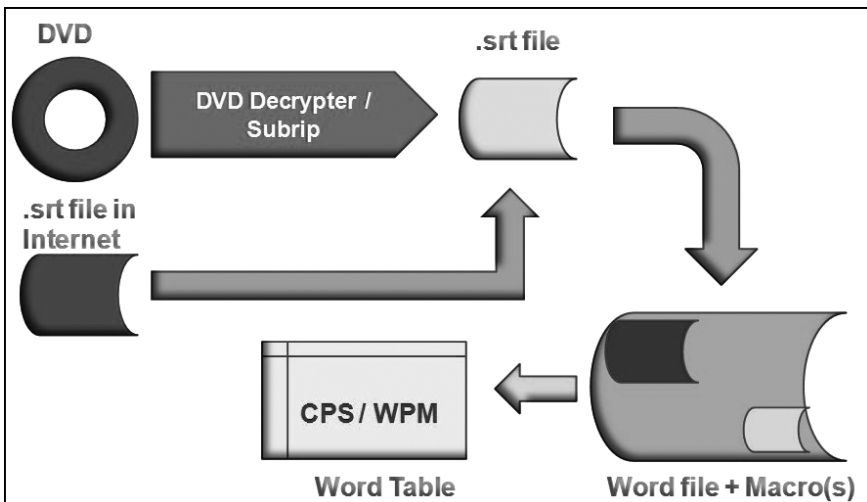 DVD
.srt file
DVD Decrypter /
Subrip
.srt file in
Internet
CPS / WPM
Word Table
Word file + Macro(s)